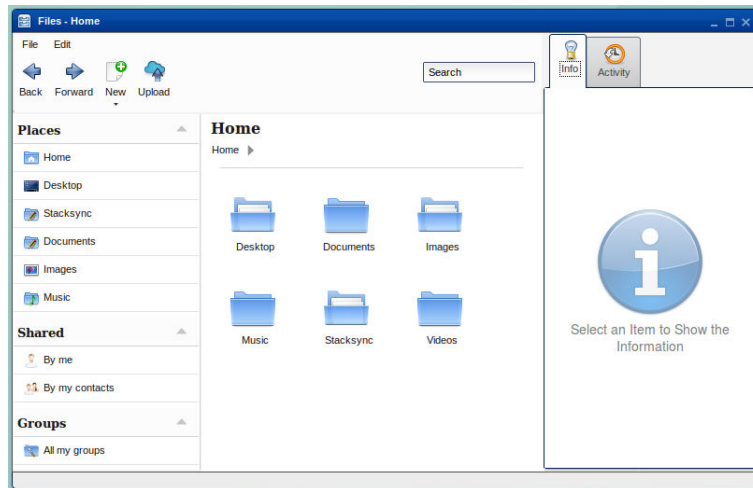 Files - Home
File Edit
Back Forward New Upload
Search
Info
Activity
Places
Home
Desktop
Stacksync
Documents
Images
Music
Shared
By me
By my contacts
Groups
All my groups
Home
Home
Desktop Documents Images
Music Stacksync Videos
Select an Item to Show the
Information